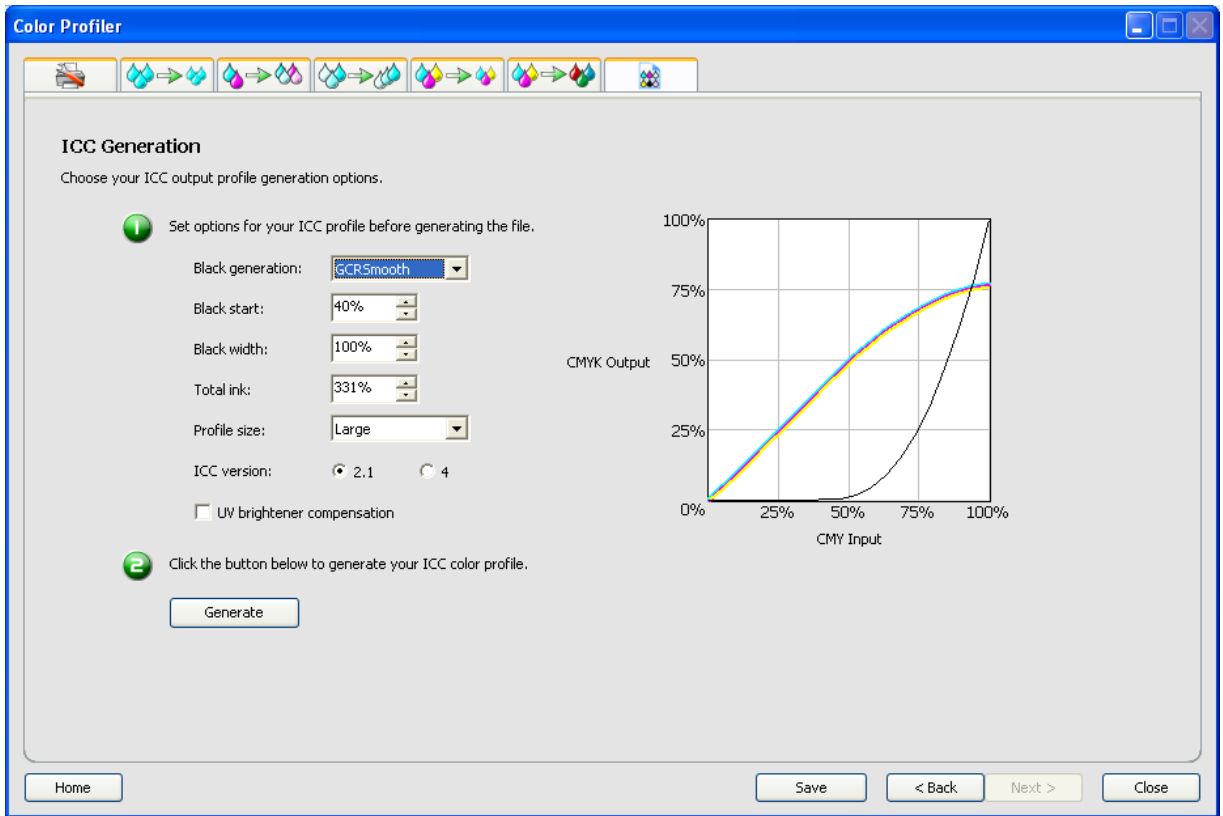 Color Profiler
ICC Generation
Choose your ICC output profile generation options.
1 Set options for your ICC profile before generating the file.
Black generation: GCRSmooth
Black start: 40%
Black width: 100%
Total ink: 331%
Profile size: Large
ICC version: 2.1 4
UV brightener compensation
2 Click the button below to generate your ICC color profile.
Generate
100%
75%
CMYK Output 50%
25%
0% 25% 50% 75% 100%
CMY Input
Home Save < Back Next > Close